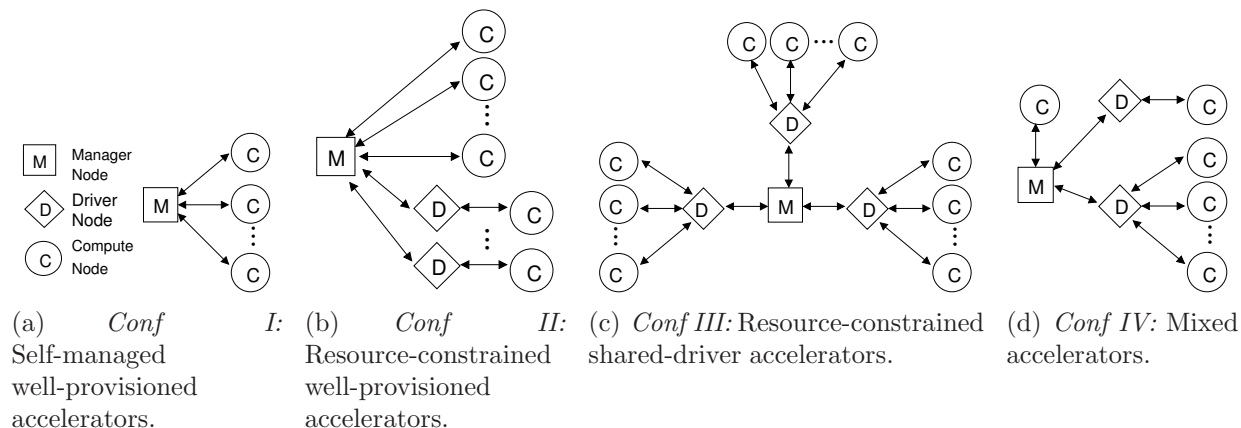 M
Manager
Node
D
Driver
Node
C
Compute
Node
M
C
C
C
(a) Conf I:
Self-managed
well-provisioned
accelerators.
C
C
C
M
D
C
D
C
(b) Conf II:
Resource-constrained
well-provisioned
accelerators.
C C C
D
C
C
C
D
M
D
C
C
C
(c) Conf III: Resource-constrained
shared-driver accelerators.
C
D
C
M
D
C
C
C
(d) Conf IV: Mixed
accelerators.